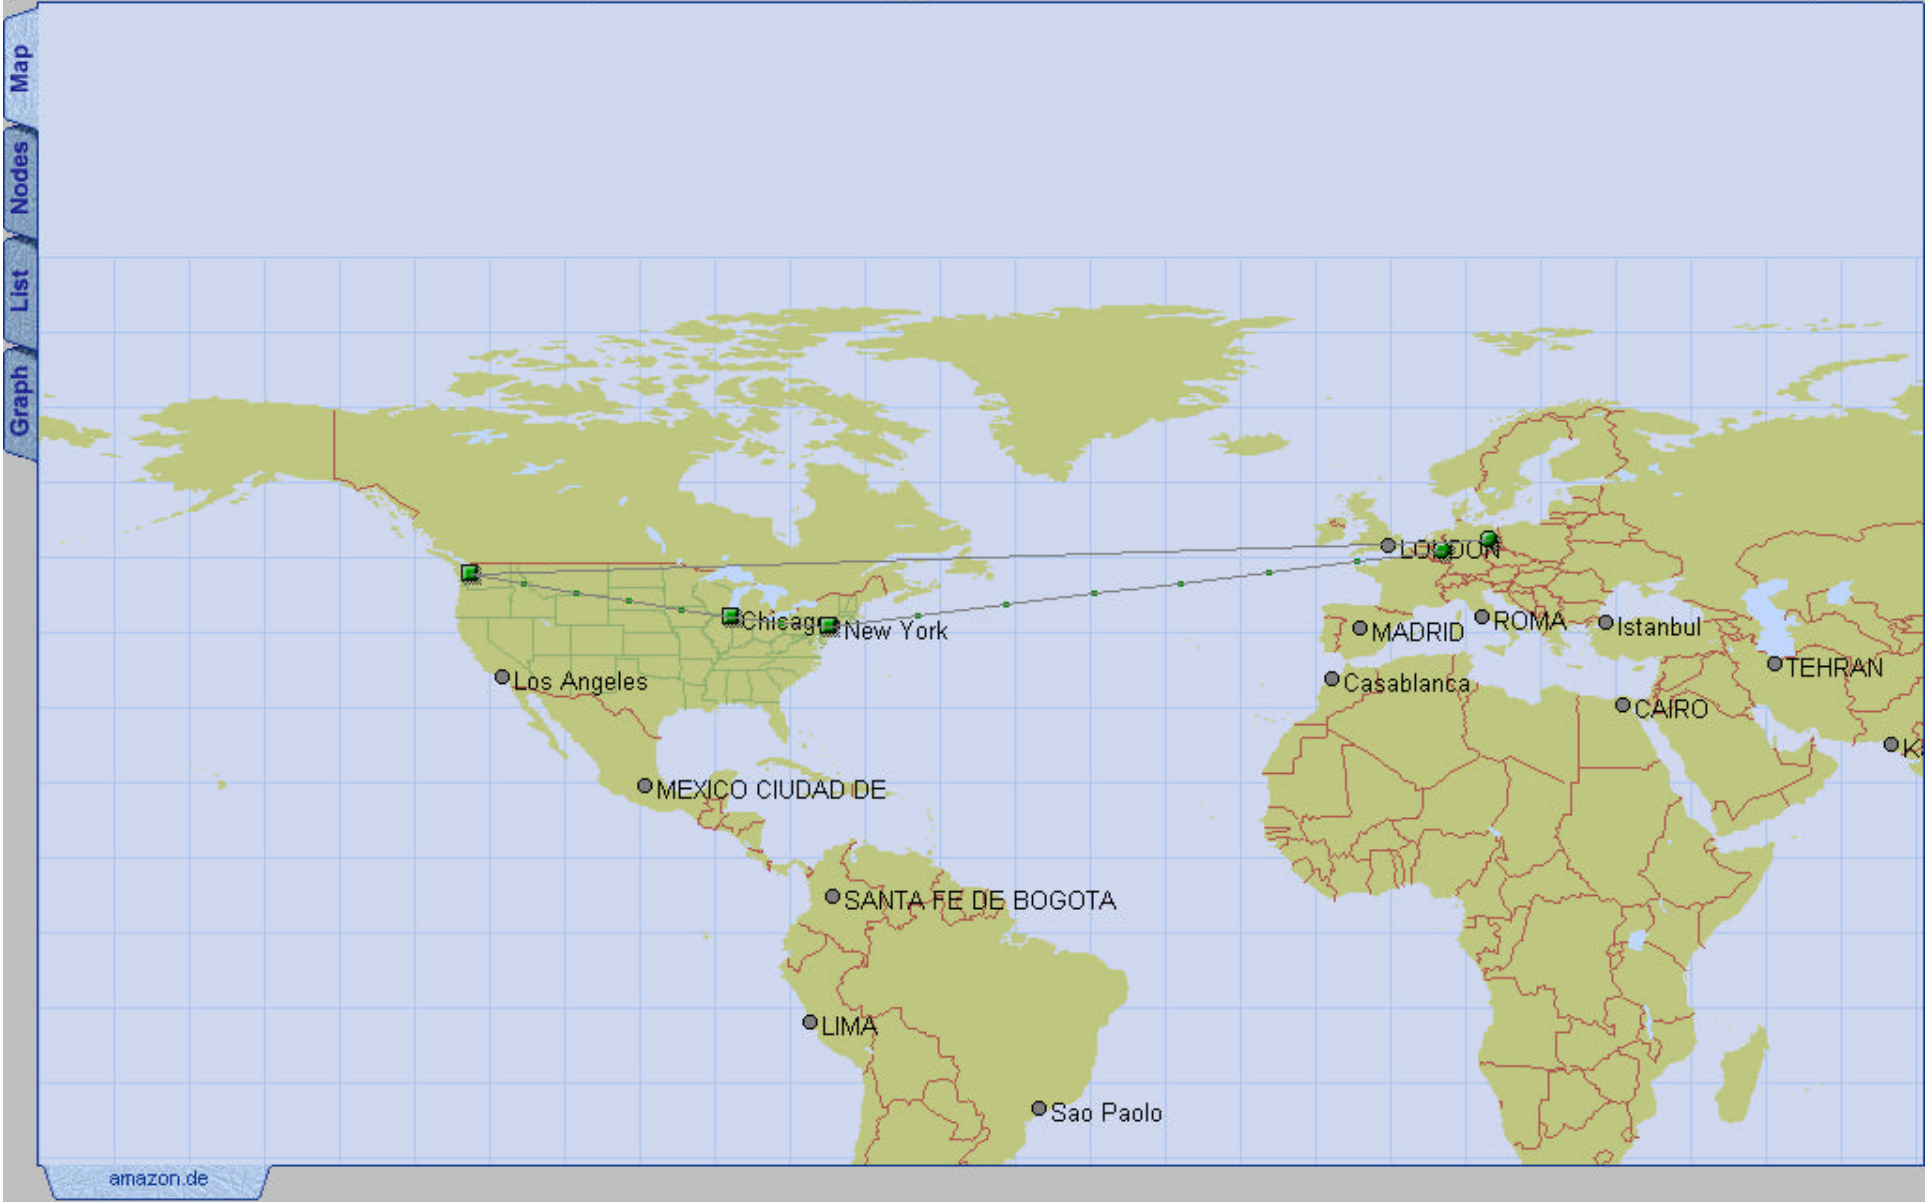 Map
Nodes
List
Graph
LONDON
Chicago
New York
MADRID
ROMA
Istanbul
TEHRAN
Los Angeles
Casablanca
CAIRO
MEXICO CIUDAD DE
SANTA FE DE BOGOTA
LIMA
Sao Paolo
amazon.de